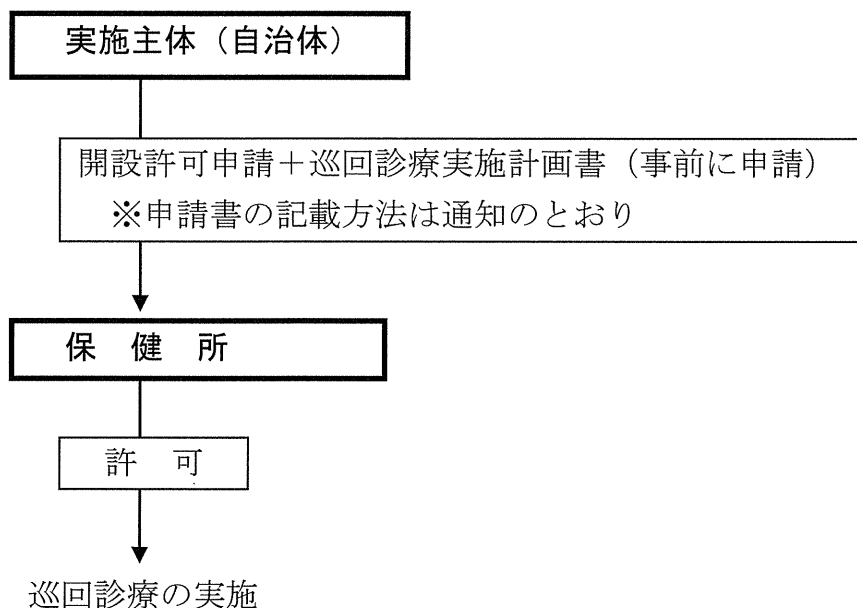 実施主体（自治体）
開設許可申請＋巡回診療実施計画書（事前に申請）
※申請書の記載方法は通知のとおり
保　健　所
許　可
巡回診療の実施